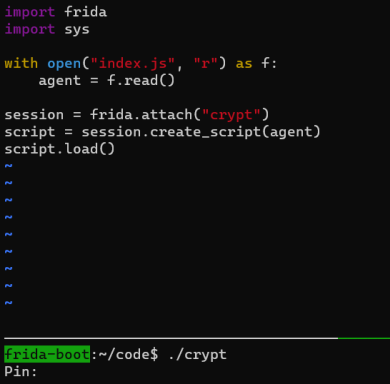 import frida
import sys
with open("index.js", "r") as f:
    agent = f.read()
session = frida.attach("crypt")
script = session.create_script(agent)
script.load()
~
~
~
~
~
~
~
~
~
frida-boot:~/code$ ./crypt
Pin: